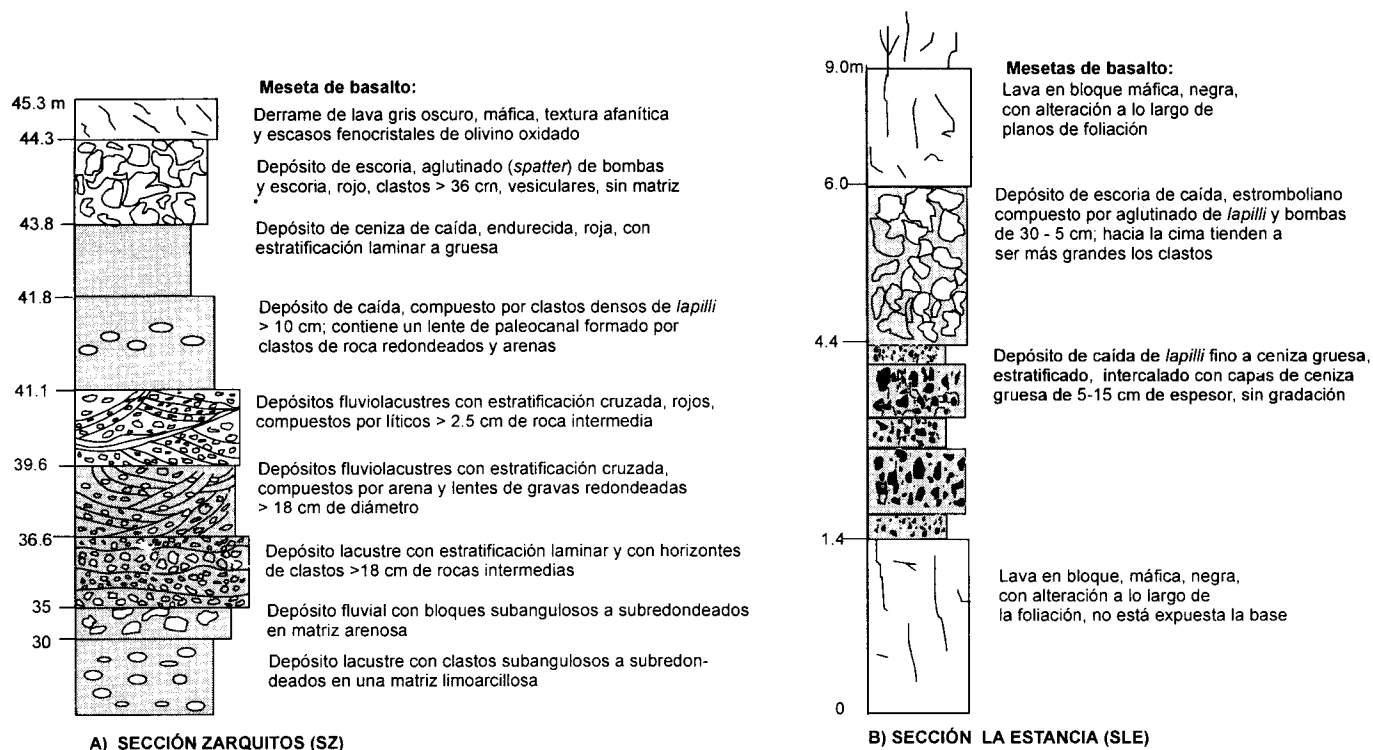 Meseta de basalto:
45.3 m
Derrame de lava gris oscuro, máfica, textura afanítica
y escasos fenocristales de olivino oxidado
44.3
Depósito de escoria, aglutinado (spatter) de bombas
y escoria, rojo, clastos > 36 cm, vesiculares, sin matriz
43.8
Depósito de ceniza de caída, endurecida, roja, con
estratificación laminar a gruesa
41.8
Depósito de caída, compuesto por clastos densos de lapilli
> 10 cm; contiene un lente de paleocanal formado por
clastos de roca redondeados y arenas
41.1
Depósitos fluviolacustres con estratificación cruzada, rojos,
compuestos por líticos > 2.5 cm de roca intermedia
39.6
Depósitos fluviolacustres con estratificación cruzada,
compuestos por arena y lentes de gravas redondeadas
> 18 cm de diámetro
36.6
Depósito lacustre con estratificación laminar y con horizontes
de clastos >18 cm de rocas intermedias
35
Depósito fluvial con bloques subangulosos a subredondeados
en matriz arenosa
30
Depósito lacustre con clastos subangulosos a subredon-
deados en una matriz limoarcillosa
A) SECCIÓN ZARQUITOS (SZ)
9.0m
Mesetas de basalto:
Lava en bloque máfica, negra,
con alteración a lo largo de
planos de foliación
6.0
Depósito de escoria de caída, estromboliano
compuesto por aglutinado de lapilli y bombas
de 30 - 5 cm; hacia la cima tienden a
ser más grandes los clastos
4.4
Depósito de caída de lapilli fino a ceniza gruesa,
estratificado, intercalado con capas de ceniza
gruesa de 5-15 cm de espesor, sin gradación
1.4
Lava en bloque, máfica, negra,
con alteración a lo largo de
la foliación, no está expuesta la base
0
B) SECCIÓN LA ESTANCIA (SLE)